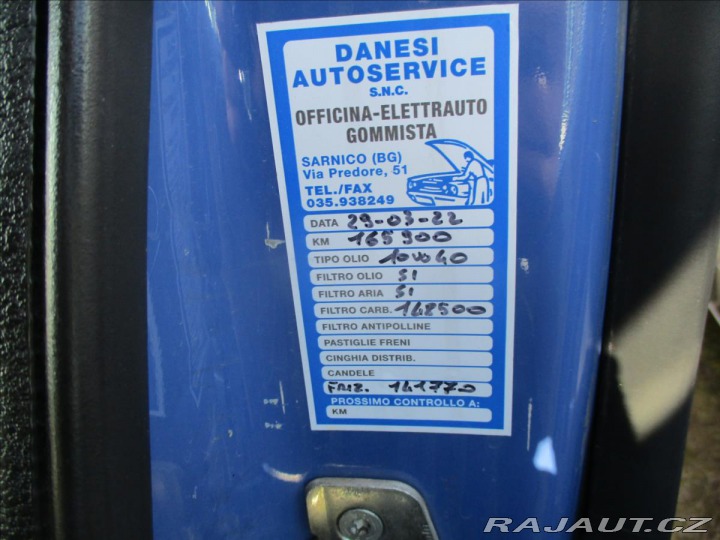 DANESI
AUTOSERVICE
S.N.C.
OFFICINA-ELETTRAUTO
GOMMISTA
SARNICO (BG)
Via Predore, 51
TEL./FAX
035.938249
DATA 29-03-22
KM 165900
TIPO OLIO 10W40
FILTRO OLIO SI
FILTRO ARIA SI
FILTRO CARB. 148500
FILTRO ANTIPOLLINE
PASTIGLIE FRENI
CINGHIA DISTRIB.
CANDELE
FRIZ. 141770
PROSSIMO CONTROLLO A:
KM
RAJAUT.CZ